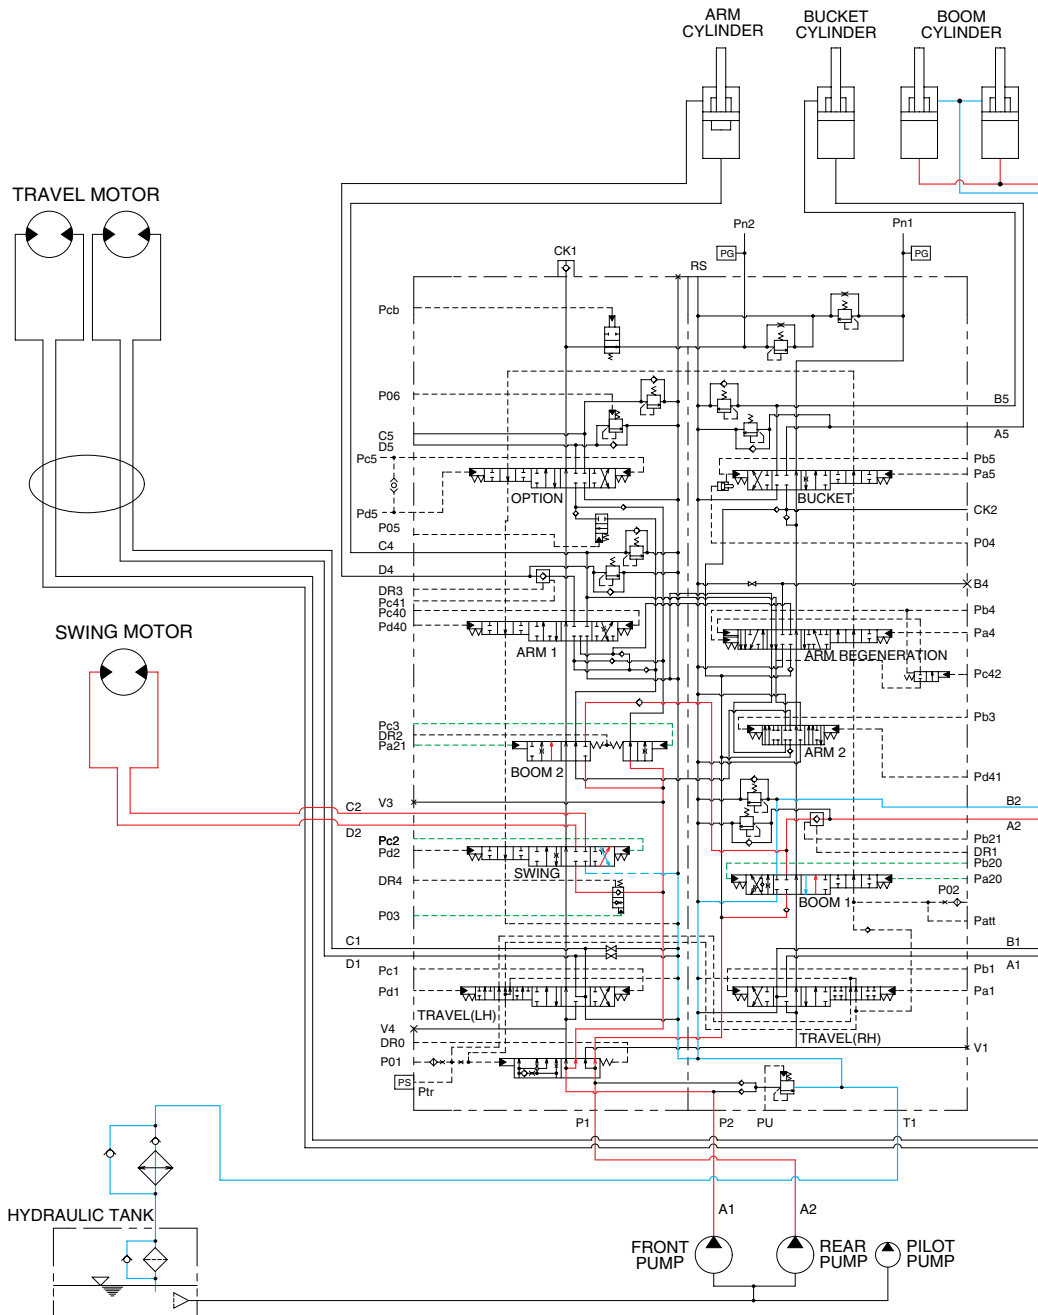 ARM
CYLINDER
BUCKET
CYLINDER
BOOM
CYLINDER
TRAVEL MOTOR
Pn2
Pn1
CK1
RS
PG
PG
Pcb
P06
B5
C5
D5
A5
Pc5
Pb5
Pa5
OPTION
BUCKET
Pd5
CK2
P05
P04
C4
D4
B4
DR3
Pc41
Pc40
Pb4
Pd40
Pa4
SWING MOTOR
ARM 1
ARM REGENERATION
Pc42
Pc3
Pb3
DR2
Pa21
ARM 2
BOOM 2
Pd41
C2
V3
B2
D2
A2
Pc2
Pb21
Pd2
DR1
Pb20
SWING
Pa20
DR4
P02
BOOM 1
P03
Patt
C1
B1
D1
A1
Pc1
Pb1
Pd1
Pa1
TRAVEL(LH)
V4
TRAVEL(RH)
DR0
V1
P01
PS
Ptr
P1
P2
PU
T1
HYDRAULIC TANK
A1
A2
FRONT
PUMP
REAR
PUMP
PILOT
PUMP